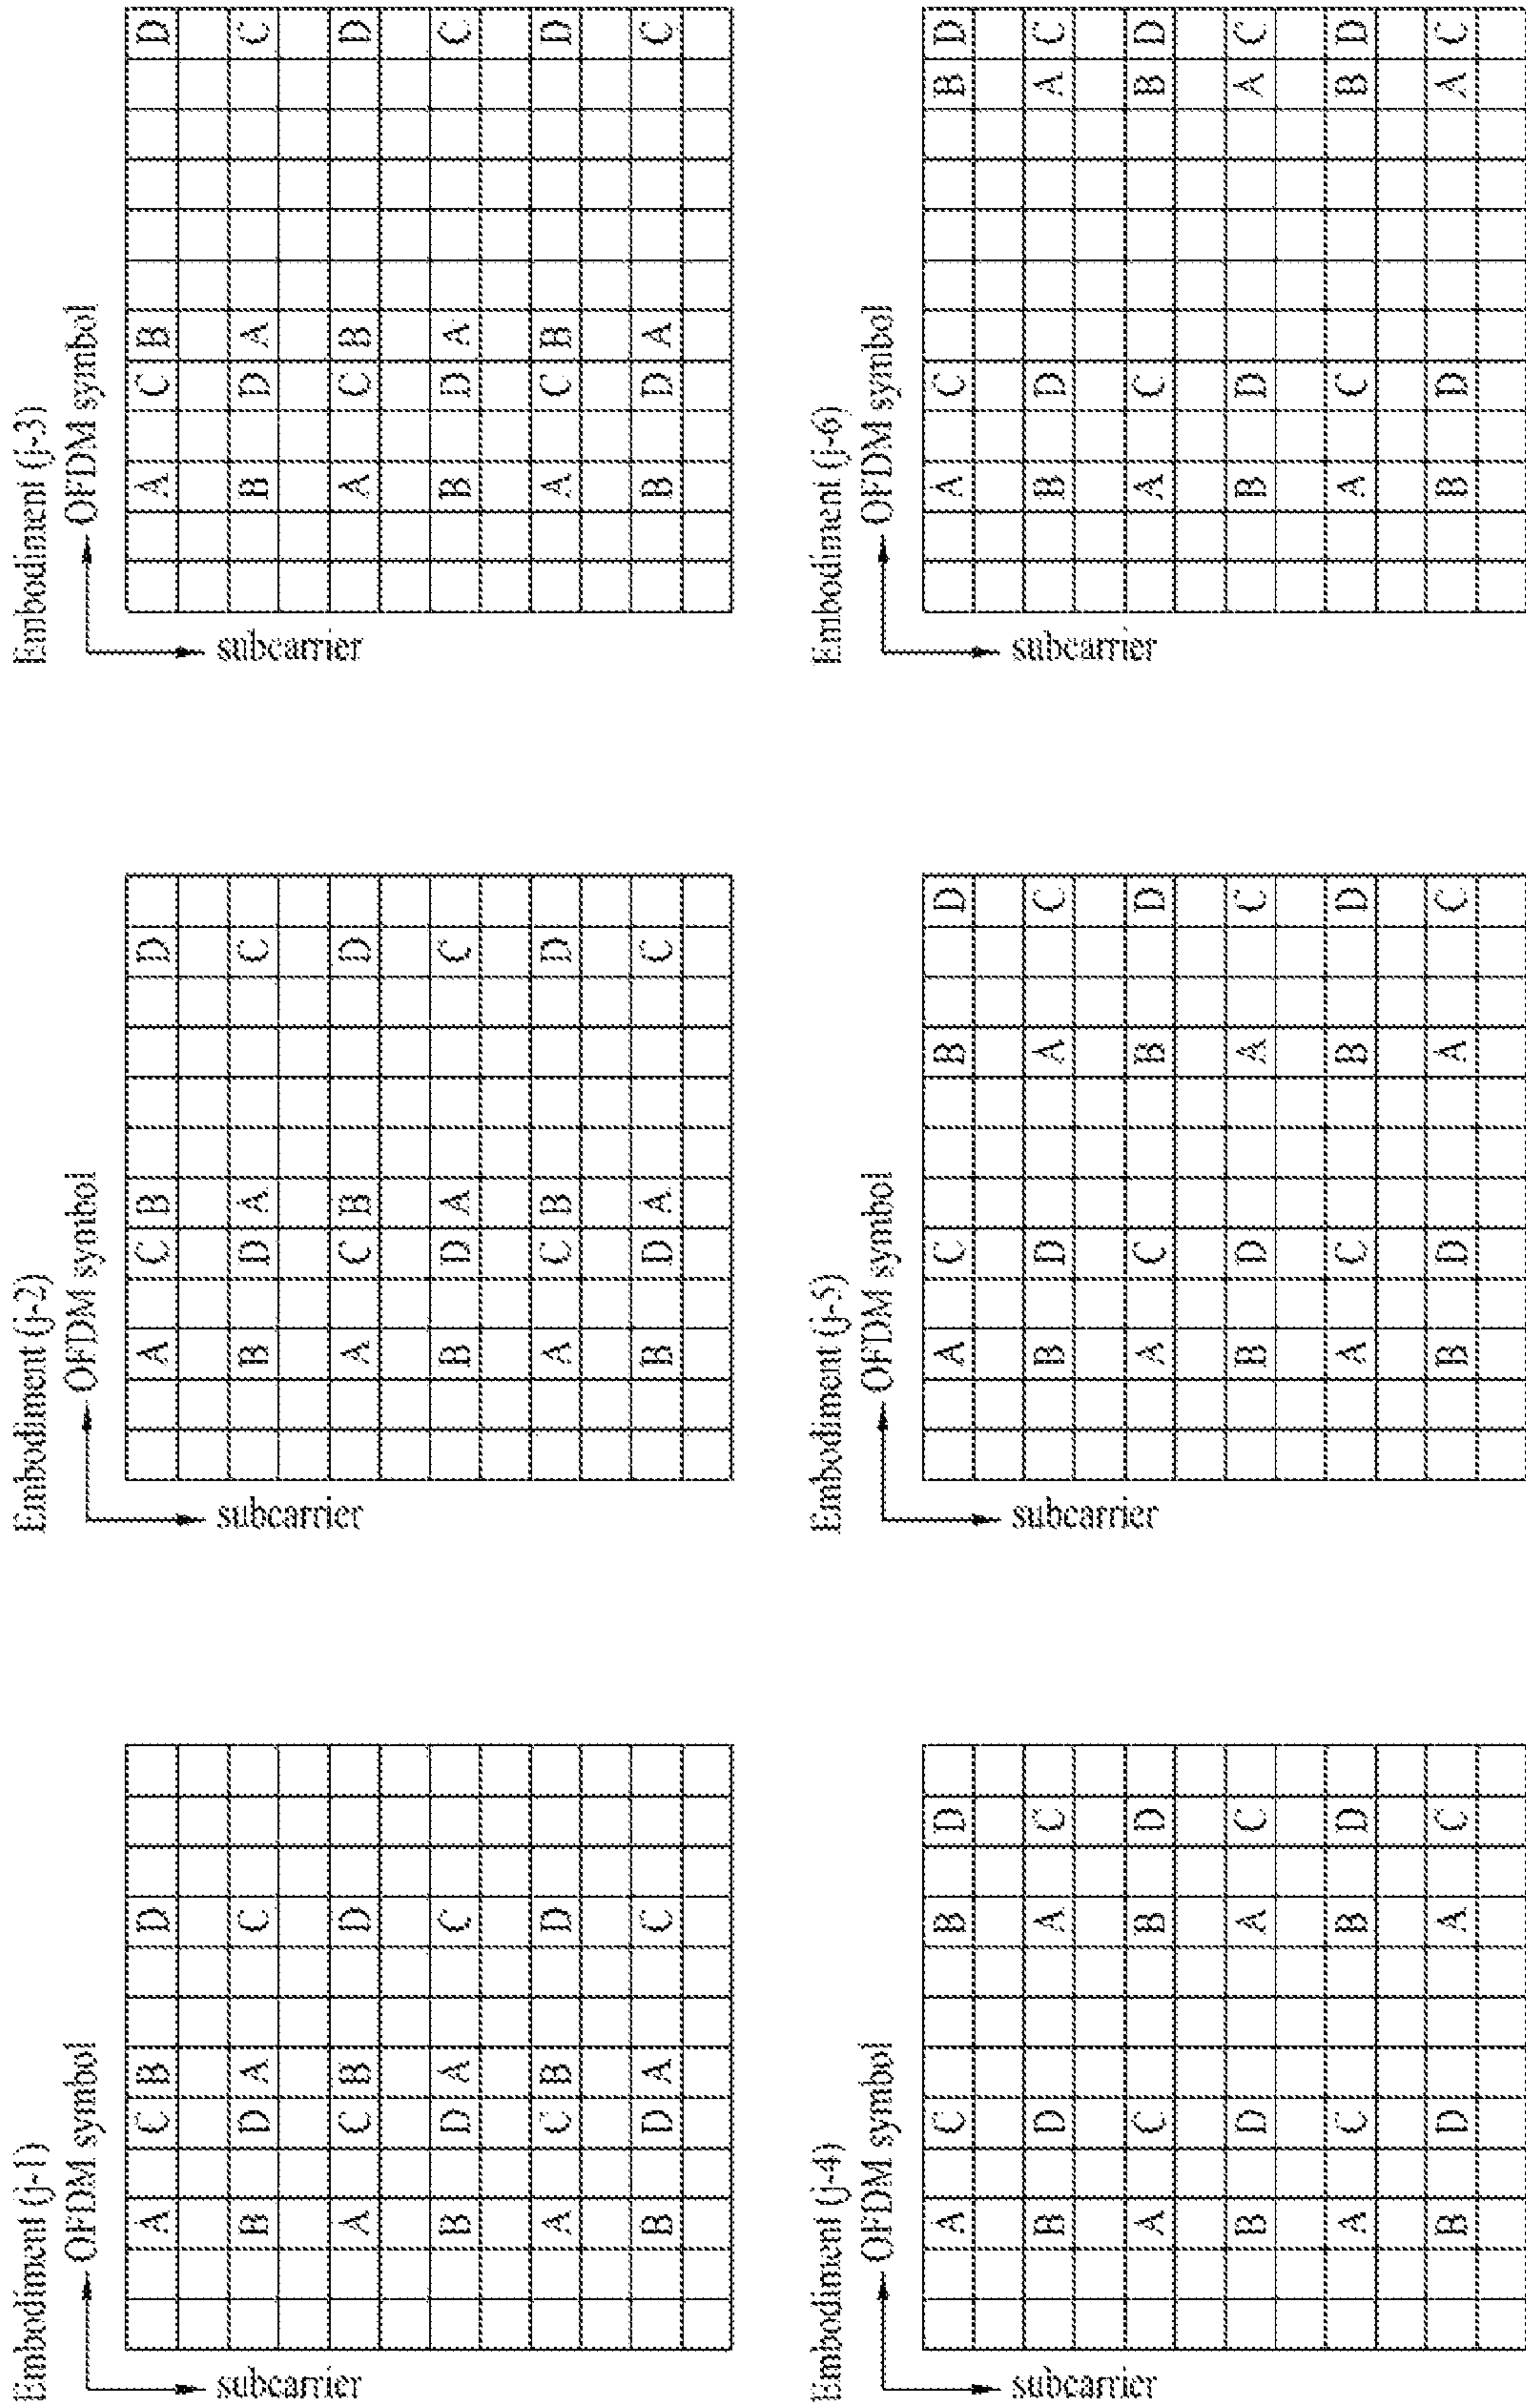 Embodiment (j-1)
OFDM symbol
subcarrier
A C B D
B D A C
A C B D
B D A C
A C B D
B D A C
Embodiment (j-2)
OFDM symbol
subcarrier
A C B D
B D A C
A C B D
B D A C
A C B D
B D A C
Embodiment (j-3)
OFDM symbol
subcarrier
A C B D
B D A C
A C B D
B D A C
A C B D
B D A C
Embodiment (j-4)
OFDM symbol
subcarrier
A C B D
B D A C
A C B D
B D A C
A C B D
B D A C
Embodiment (j-5)
OFDM symbol
subcarrier
A C B D
B D A C
A C B D
B D A C
A C B D
B D A C
Embodiment (j-6)
OFDM symbol
subcarrier
A C B D
B D A C
A C B D
B D A C
A C B D
B D A C